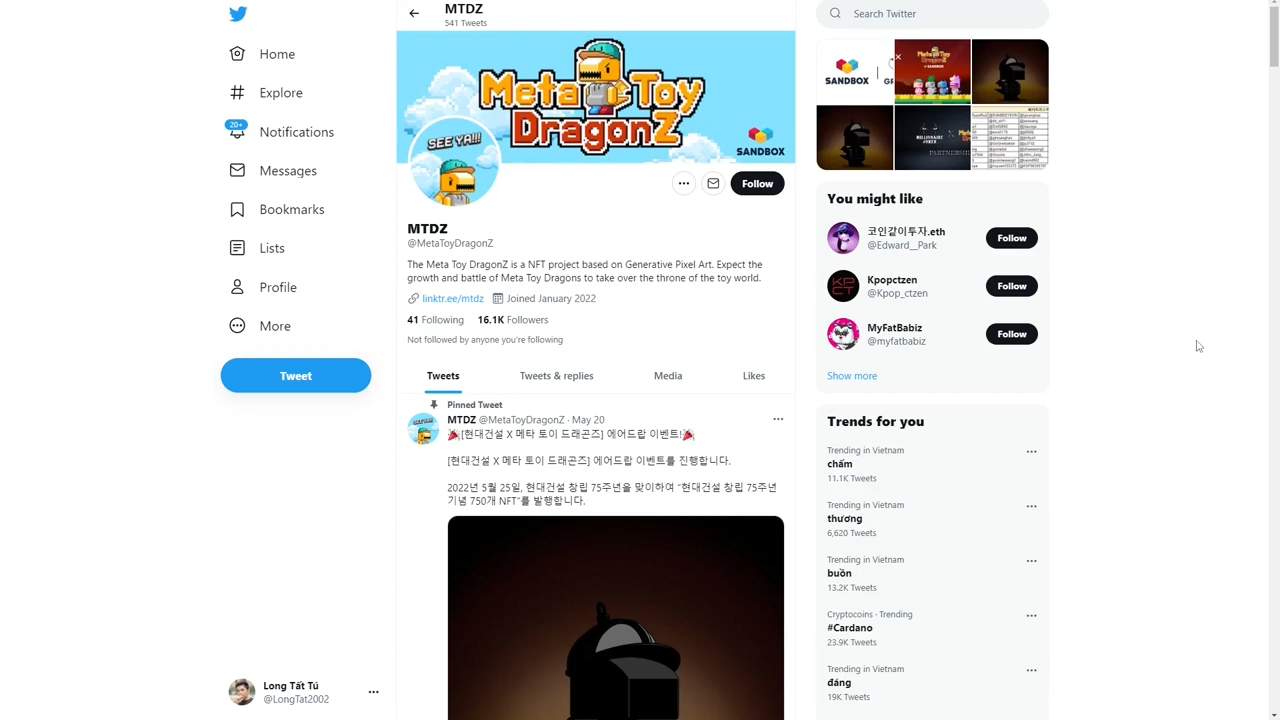 Home
Explore
20+
Notifications
Messages
Bookmarks
Lists
Profile
More
Tweet
Long Tất Tú
@LongTat2002
MTDZ
541 Tweets
Meta Toy
DragonZ
SEE YA!!!
SANDBOX
Follow
MTDZ
@MetaToyDragonZ
The Meta Toy DragonZ is a NFT project based on Generative Pixel Art. Expect the
growth and battle of Meta Toy Dragons to take over the throne of the toy world.
linktr.ee/mtdz Joined January 2022
41 Following 16.1K Followers
Not followed by anyone you're following
Tweets Tweets & replies Media Likes
Pinned Tweet
MTDZ @MetaToyDragonZ · May 20
🎉[현대건설 X 메타 토이 드래곤즈] 에어드랍 이벤트!🎉
[현대건설 X 메타 토이 드래곤즈] 에어드랍 이벤트를 진행합니다.
2022년 5월 25일, 현대건설 창립 75주년을 맞이하여 "현대건설 창립 75주년
기념 750개 NFT"를 발행합니다.
Search Twitter
SANDBOX
You might like
코인같이투자.eth
@Edward__Park
Follow
Kpopctzen
@Kpop_ctzen
Follow
MyFatBabiz
@myfatbabiz
Follow
Show more
Trends for you
Trending in Vietnam
chấm
11.1K Tweets
Trending in Vietnam
thương
6,620 Tweets
Trending in Vietnam
buồn
13.2K Tweets
Cryptocoins · Trending
#Cardano
23.9K Tweets
Trending in Vietnam
đáng
19K Tweets